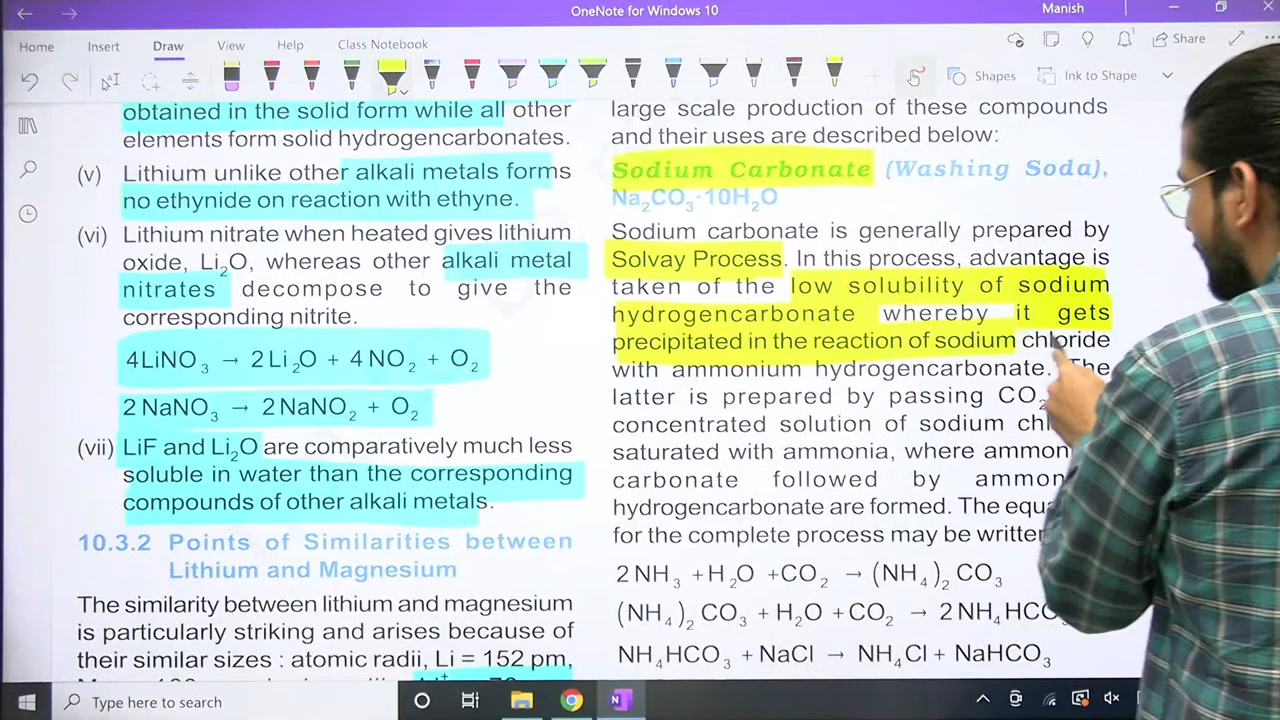 OneNote for Windows 10
Manish
Home Insert Draw View Help Class Notebook
Share
Shapes
Ink to Shape
obtained in the solid form while all other
elements form solid hydrogencarbonates.
(v) Lithium unlike other alkali metals forms
no ethynide on reaction with ethyne.
(vi) Lithium nitrate when heated gives lithium
oxide, Li₂O, whereas other alkali metal
nitrates decompose to give the
corresponding nitrite.
4LiNO₃ → 2Li₂O + 4NO₂ + O₂
2NaNO₃ → 2NaNO₂ + O₂
(vii) LiF and Li₂O are comparatively much less
soluble in water than the corresponding
compounds of other alkali metals.
10.3.2 Points of Similarities between
Lithium and Magnesium
The similarity between lithium and magnesium
is particularly striking and arises because of
their similar sizes : atomic radii, Li = 152 pm,
large scale production of these compounds
and their uses are described below:
Sodium Carbonate (Washing Soda),
Na₂CO₃·10H₂O
Sodium carbonate is generally prepared by
Solvay Process. In this process, advantage is
taken of the low solubility of sodium
hydrogencarbonate whereby it gets
precipitated in the reaction of sodium chloride
with ammonium hydrogencarbonate. The
latter is prepared by passing CO₂
concentrated solution of sodium
saturated with ammonia, where
carbonate followed by
hydrogencarbonate are formed. The
for the complete process may be written
2NH₃ + H₂O + CO₂ → (NH₄)₂CO₃
(NH₄)₂CO₃ + H₂O + CO₂ → 2NH₄HCO
NH₄HCO₃ + NaCl → NH₄Cl + NaHCO₃
Type here to search